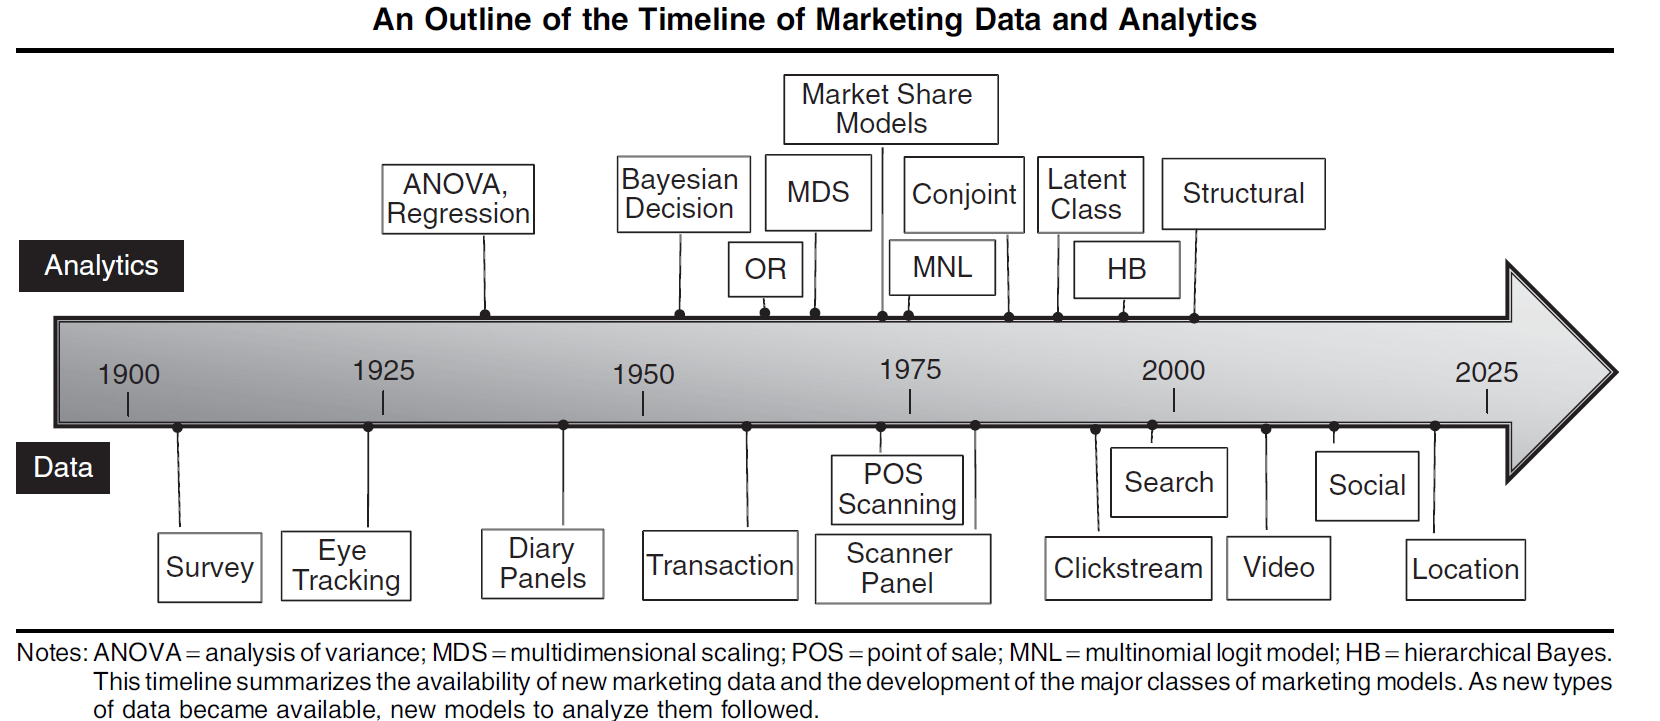 An Outline of the Timeline of Marketing Data and Analytics
Market Share
Models
ANOVA,
Regression
Bayesian
Decision
MDS
Conjoint
Latent
Class
Structural
OR
MNL
HB
Analytics
1900
1925
1950
1975
2000
2025
Data
POS
Scanning
Search
Social
Survey
Eye
Tracking
Diary
Panels
Transaction
Scanner
Panel
Clickstream
Video
Location
Notes: ANOVA = analysis of variance; MDS = multidimensional scaling; POS = point of sale; MNL = multinomial logit model; HB = hierarchical Bayes.
This timeline summarizes the availability of new marketing data and the development of the major classes of marketing models. As new types
of data became available, new models to analyze them followed.